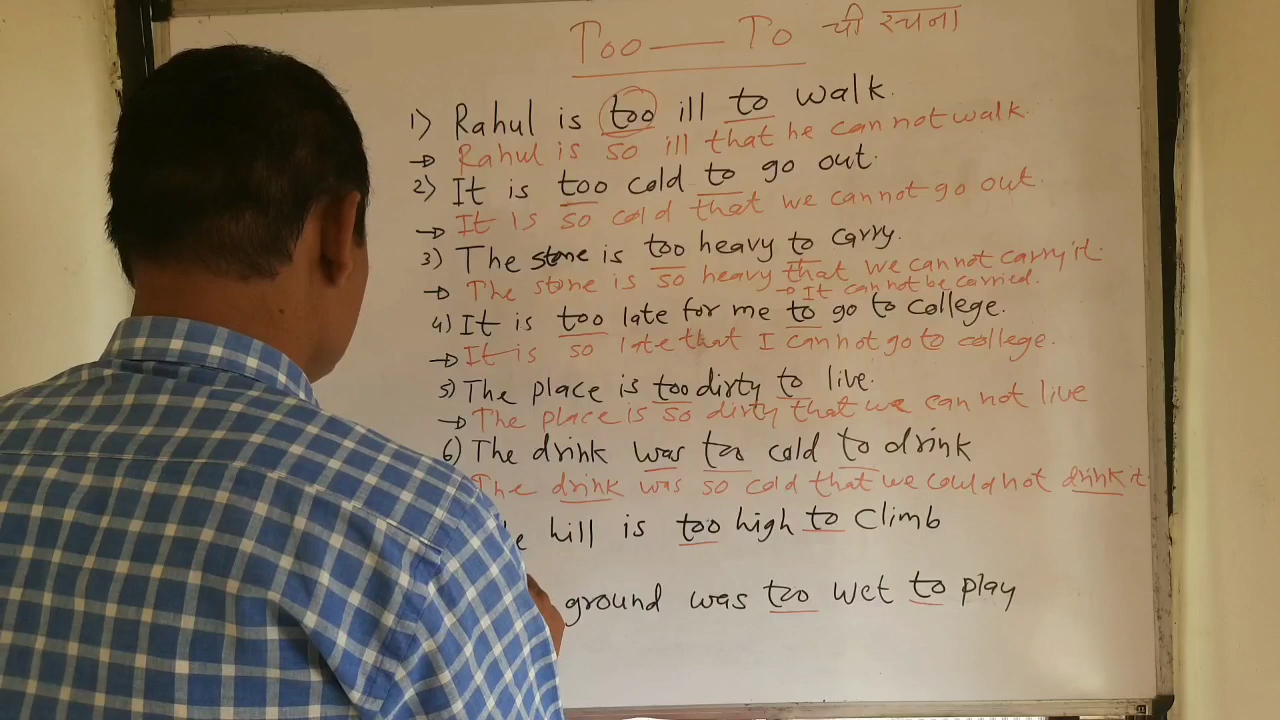 Too — To ची रचना
1) Rahul is too ill to walk.
→ Rahul is so ill that he can not walk.
2) It is too cold to go out.
→ It is so cold that we cannot go out.
3) The stone is too heavy to carry.
→ The stone is so heavy that we cannot carry it.
→ It cannot be carried.
4) It is too late for me to go to college.
→ It is so late that I can not go to college.
5) The place is too dirty to live.
→ The place is so dirty that we can not live
6) The drink was too cold to drink
The drink was so cold that we could not drink it.
hill is too high to climb
ground was too wet to play